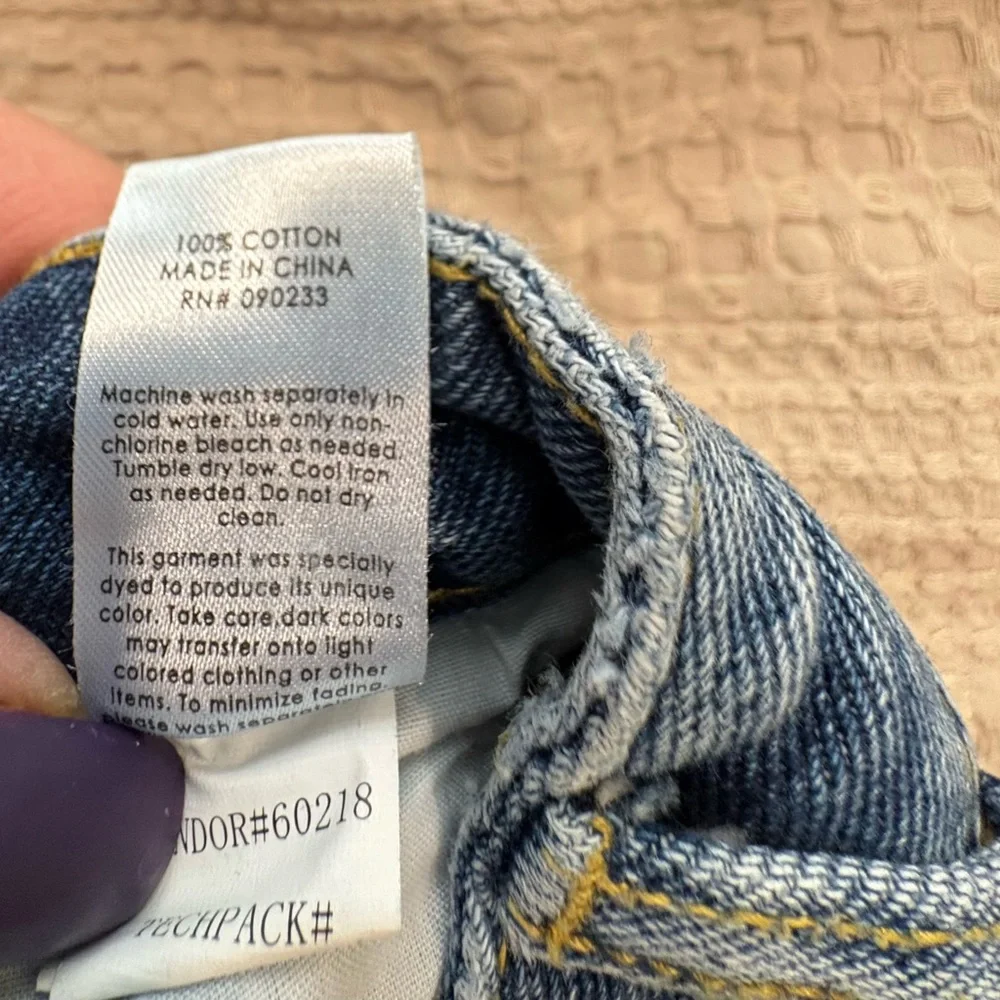 100% COTTON
MADE IN CHINA
RN# 090233
Machine wash separately in
cold water. Use only non-
chlorine bleach as needed
Tumble dry low. Cool Iron
as needed. Do not dry
clean.
This garment was specially
dyed to produce its unique
color. Take care,dark colors
may transfer onto light
colored clothing or other
items. To minimize fading,
please wash separately
NDOR#60218
TECHPACK#